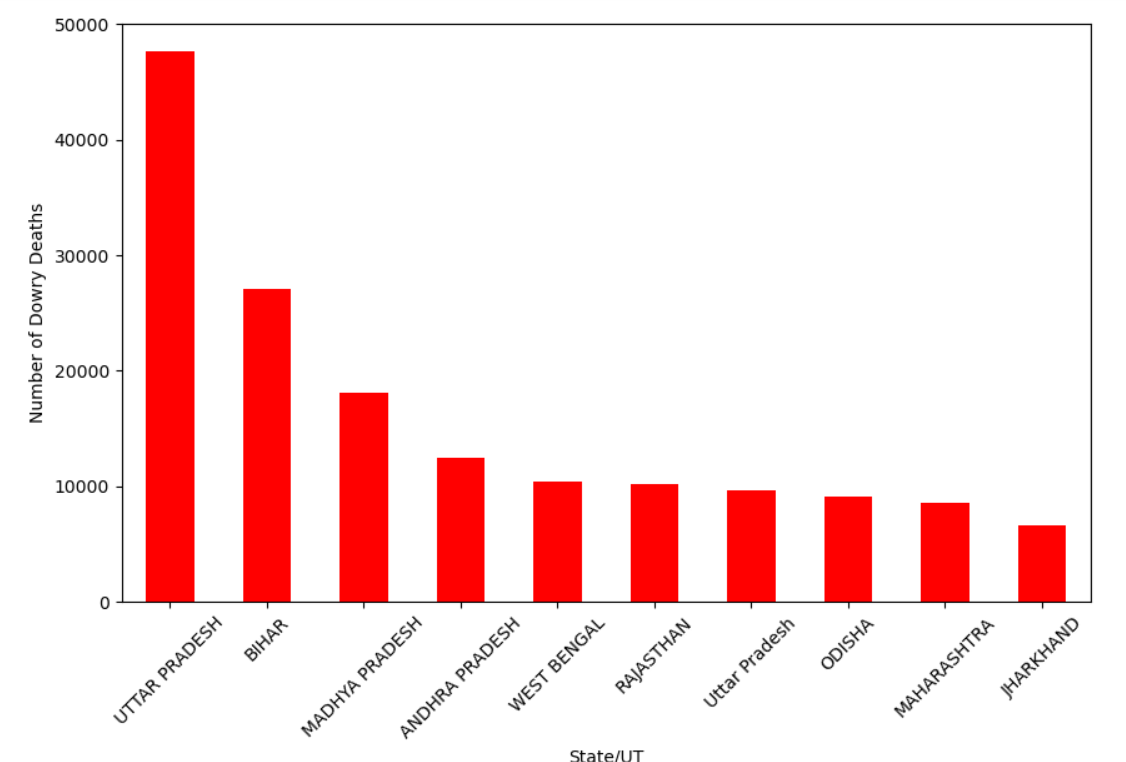 50000
40000
30000
20000
10000
0
Number of Dowry Deaths
UTTAR PRADESH
BIHAR
MADHYA PRADESH
ANDHRA PRADESH
WEST BENGAL
RAJASTHAN
Uttar Pradesh
ODISHA
MAHARASHTRA
JHARKHAND
State/UT